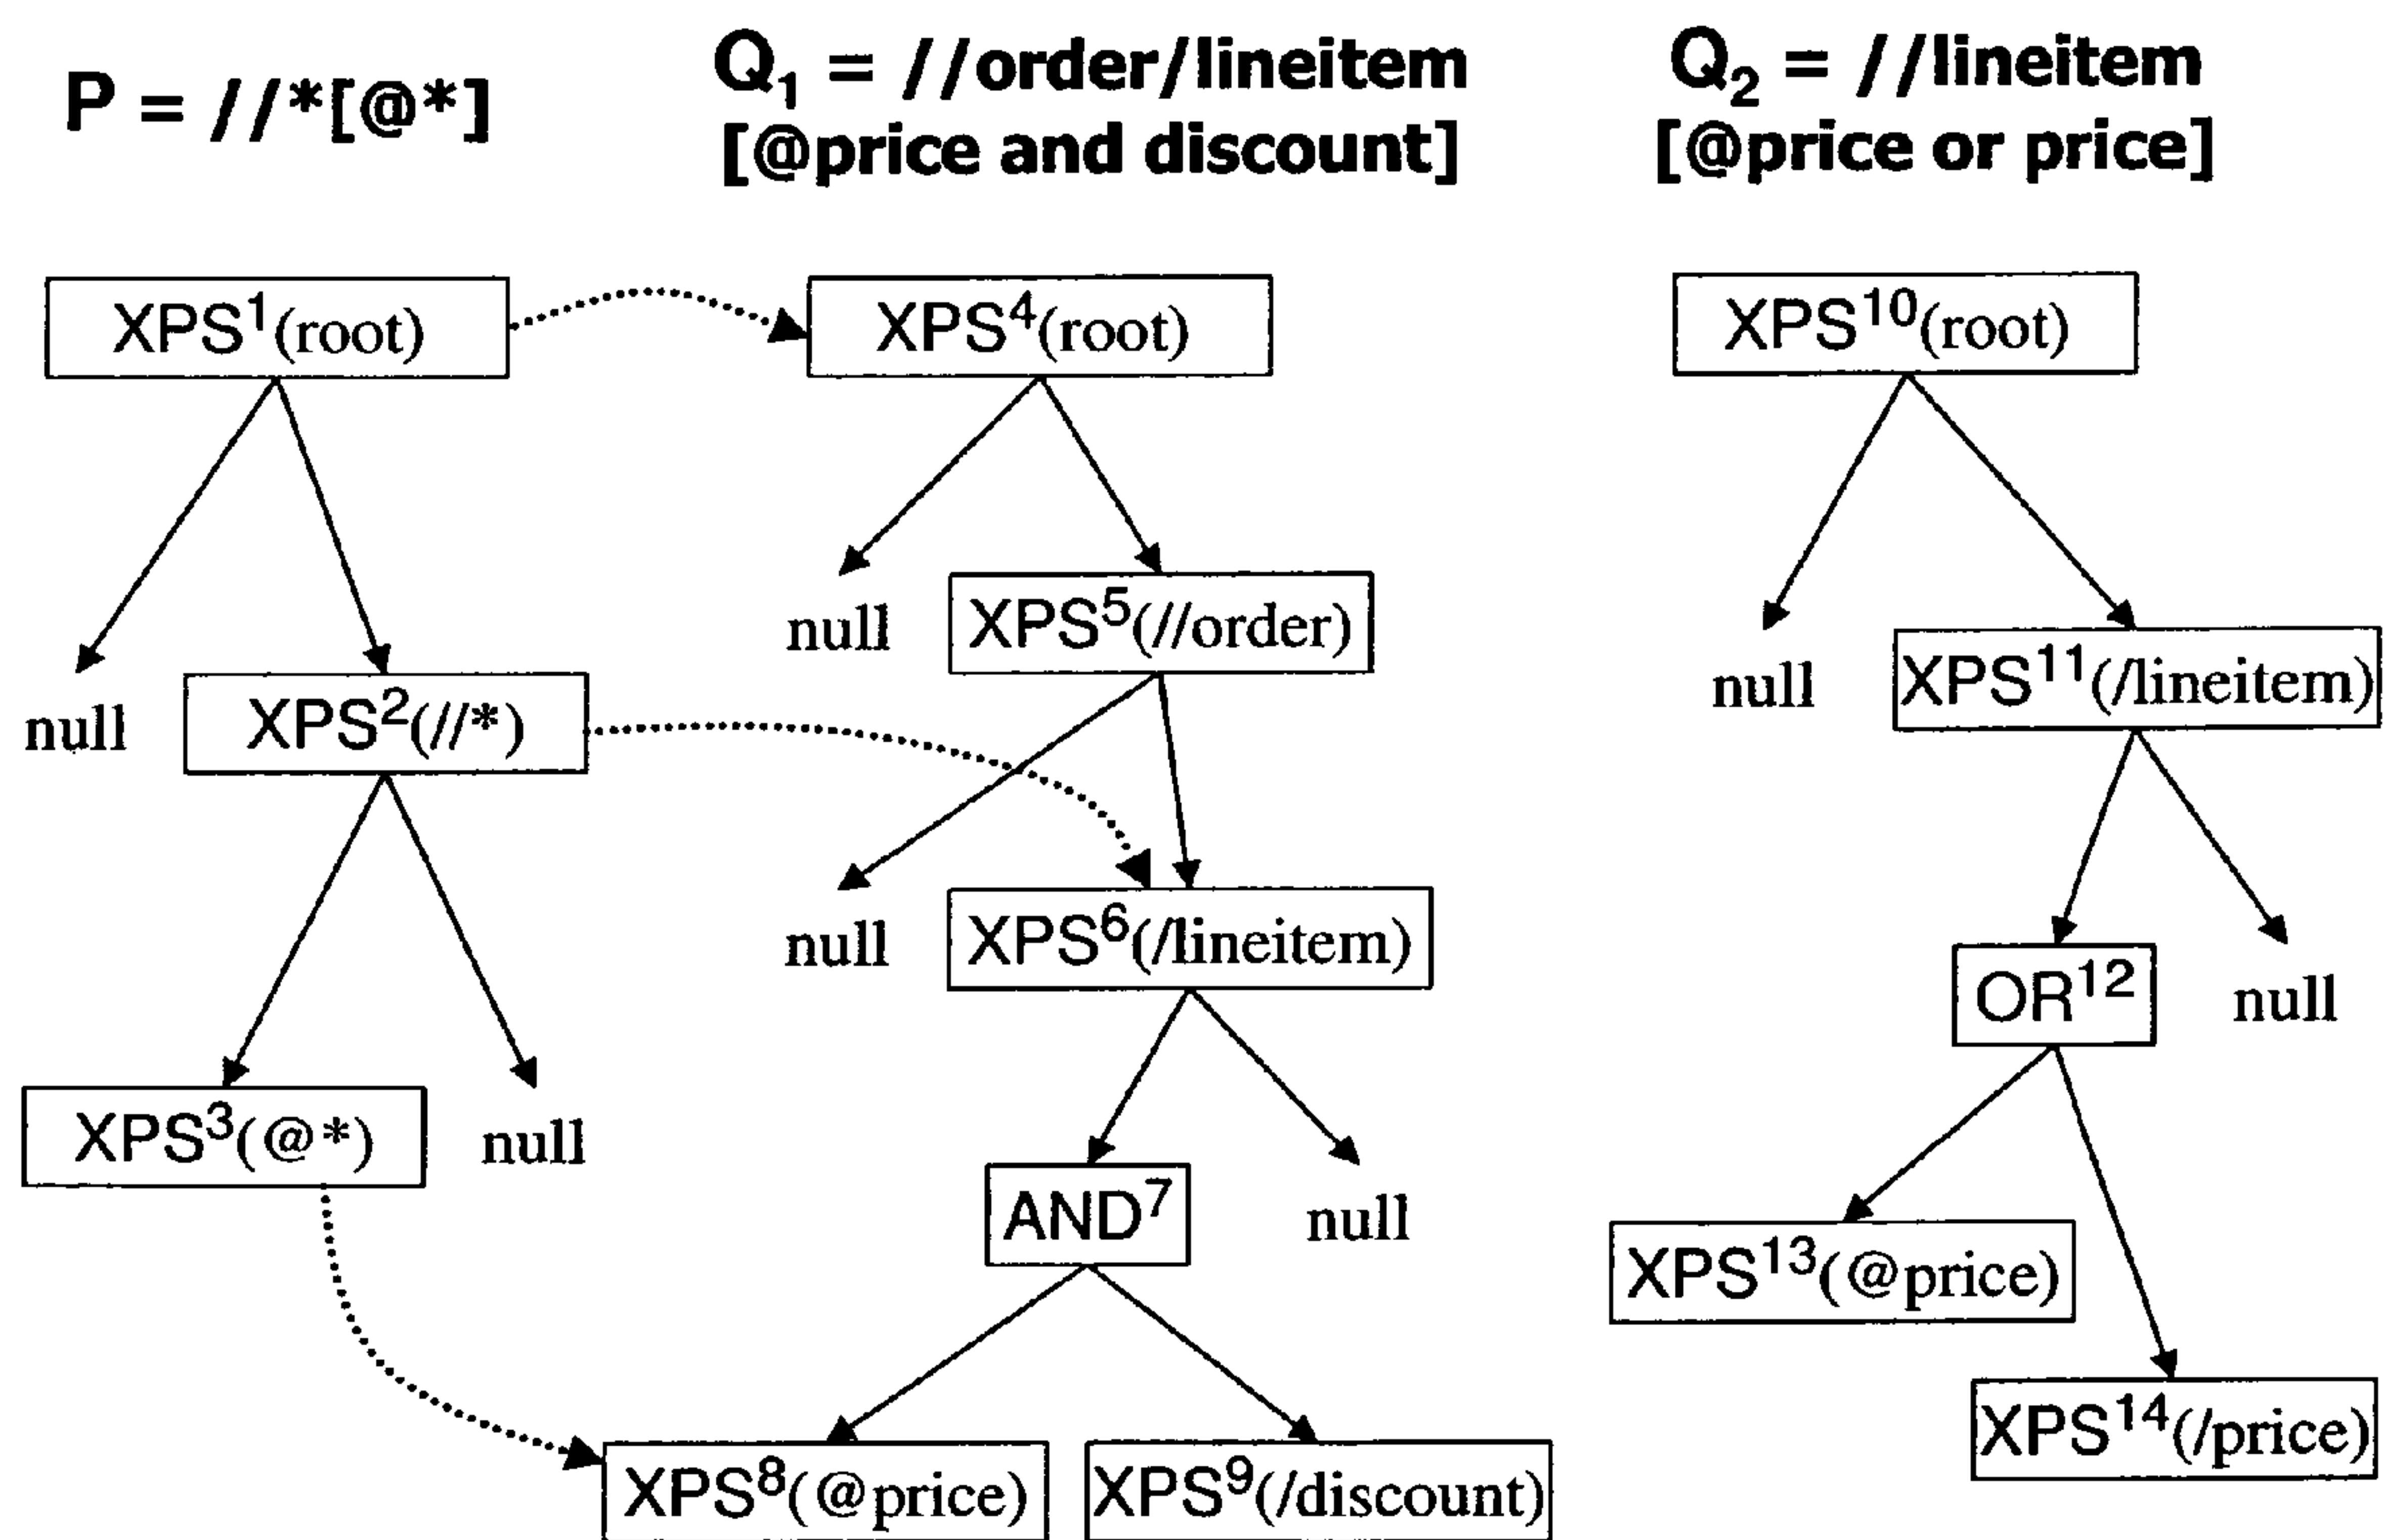 P = //*[@*]
Q₁ = //order/lineitem
[@price and discount]
Q₂ = //lineitem
[@price or price]
XPS¹(root)
null
XPS²(//*)
XPS³(@*)
null
XPS⁴(root)
null
XPS⁵(//order)
null
XPS⁶(/lineitem)
AND⁷
null
XPS⁸(@price)
XPS⁹(/discount)
XPS¹⁰(root)
null
XPS¹¹(/lineitem)
OR¹²
null
XPS¹³(@price)
XPS¹⁴(/price)